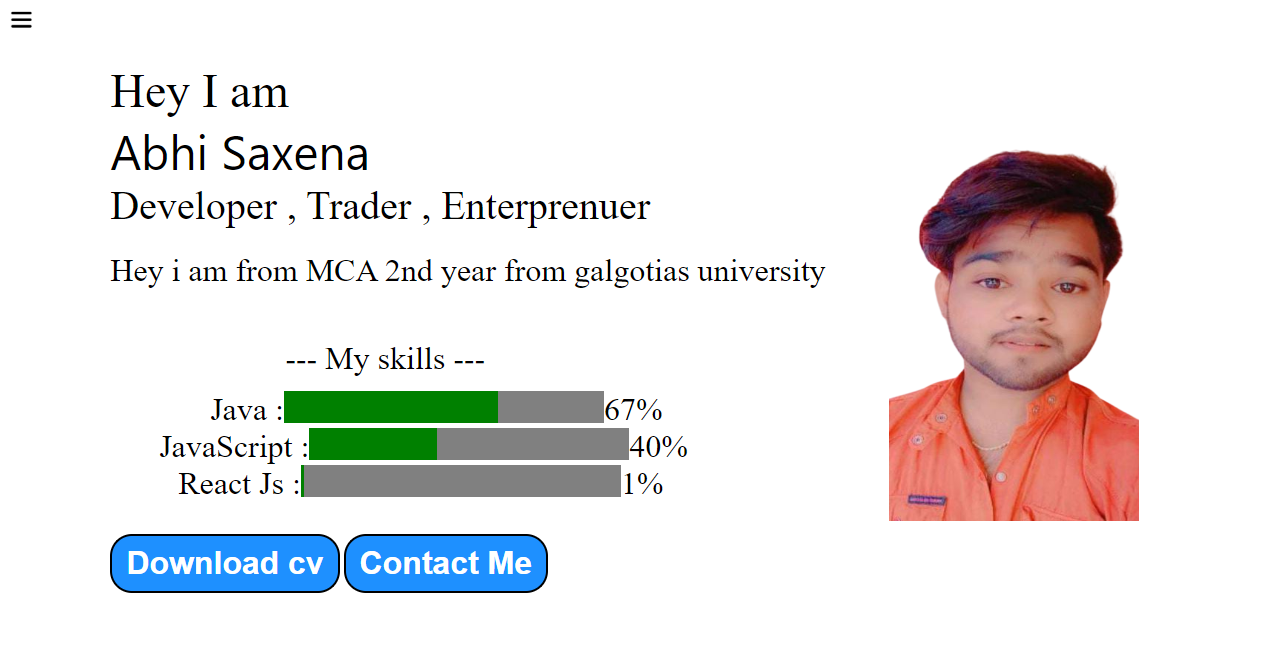 Hey I am
Abhi Saxena
Developer , Trader , Enterprenuer
Hey i am from MCA 2nd year from galgotias university
--- My skills ---
Java : 67%
JavaScript : 40%
React Js : 1%
Download cv Contact Me